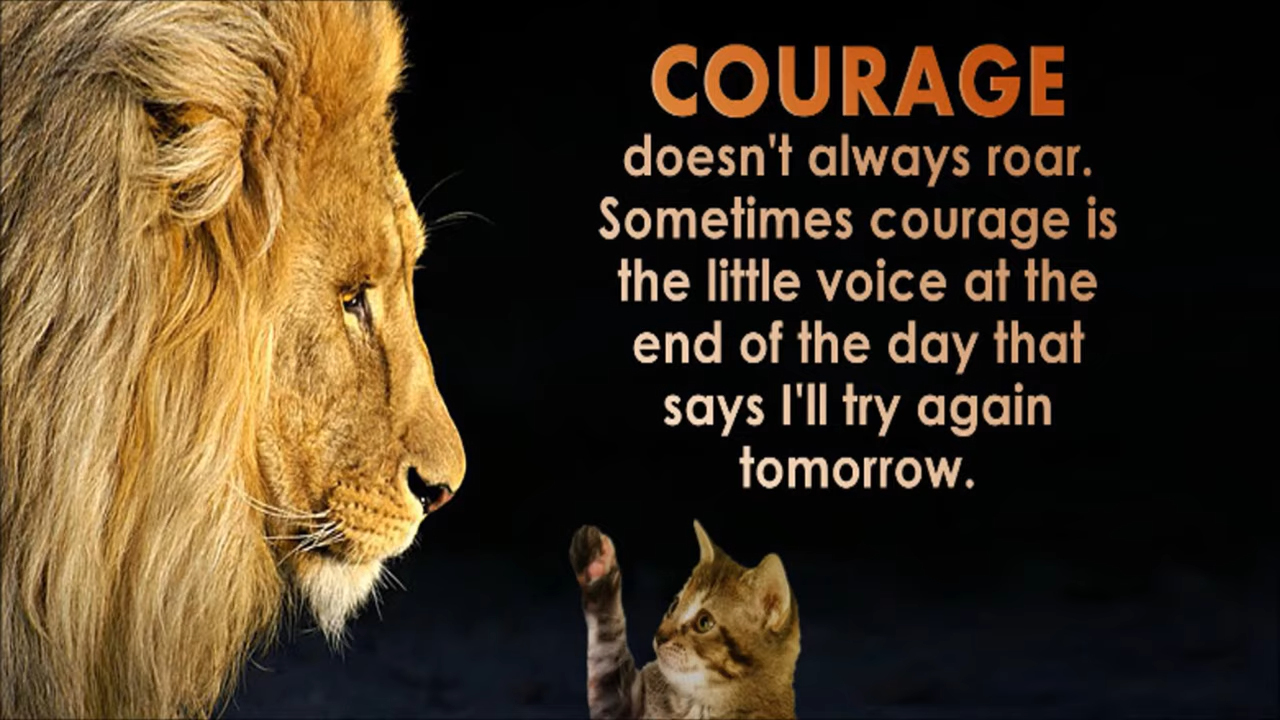 COURAGE
doesn't always roar.
Sometimes courage is
the little voice at the
end of the day that
says I'll try again
tomorrow.